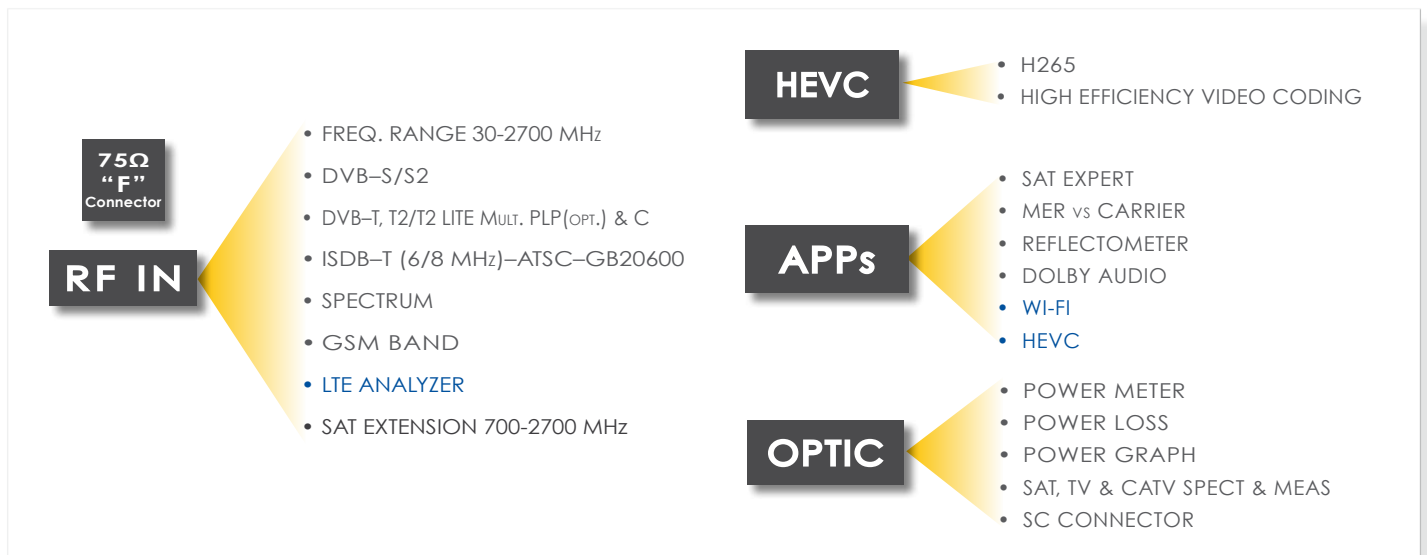 75Ω
“F”
Connector
RF IN
• FREQ. RANGE 30-2700 MHz
• DVB–S/S2
• DVB–T, T2/T2 LITE Mult. PLP(opt.) & C
• ISDB–T (6/8 MHz)–ATSC–GB20600
• SPECTRUM
• GSM BAND
• LTE ANALYZER
• SAT EXTENSION 700-2700 MHz
HEVC
• H265
• HIGH EFFICIENCY VIDEO CODING
APPs
• SAT EXPERT
• MER vs CARRIER
• REFLECTOMETER
• DOLBY AUDIO
• WI-FI
• HEVC
OPTIC
• POWER METER
• POWER LOSS
• POWER GRAPH
• SAT, TV & CATV SPECT & MEAS
• SC CONNECTOR